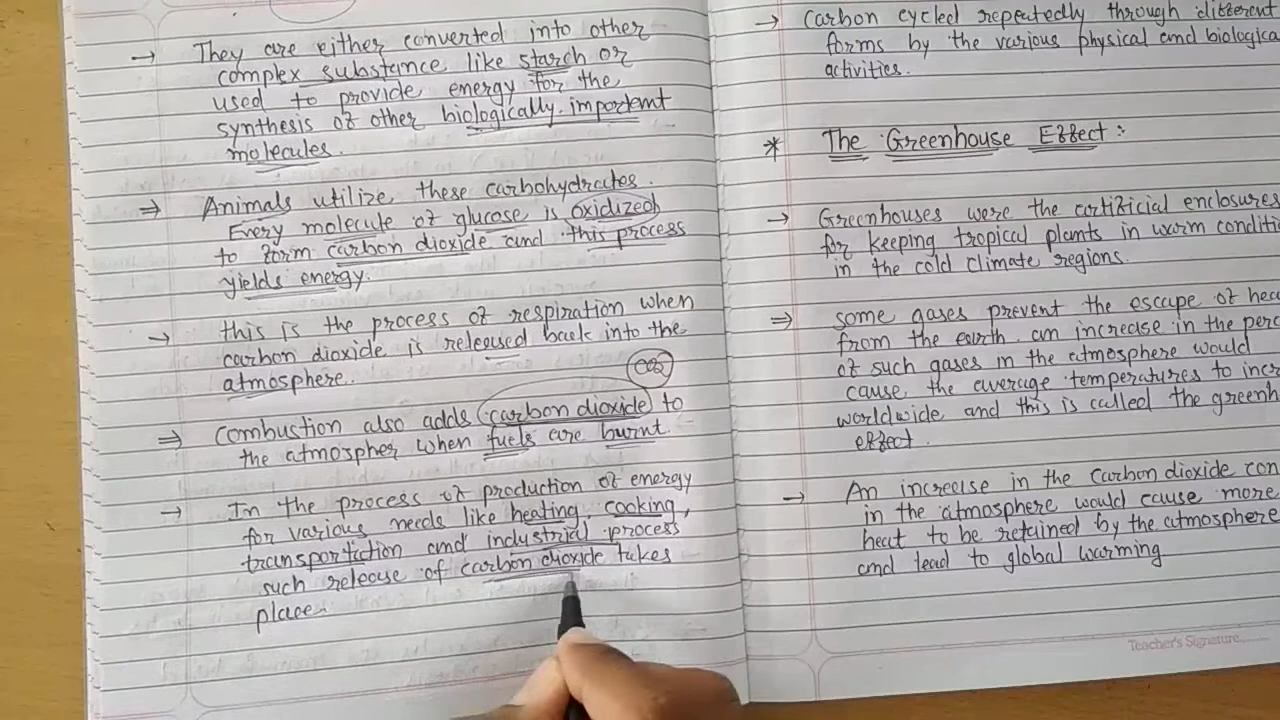 → They are either converted into other
complex substance like starch or
used to provide energy for the
synthesis of other biologically important
molecules.
⇒ Animals utilize these carbohydrates.
Every molecule of glucose is oxidized
to form carbon dioxide and this process
yields energy.
→ this is the process of respiration when
carbon dioxide is released back into the
atmosphere.
CO2
⇒ Combustion also adds carbon dioxide to
the atmospher when fuels are burnt
→ In the process of production of energy
for various needs like heating, cooking,
transportation and industrial process
such release of carbon dioxide takes
place.
→ Carbon cycled repeatedly through different
forms by the various physical and biologica
activities.
* The Greenhouse Effect:
→ Greenhouses were the artificial enclosures
for keeping tropical plants in warm conditi
in the cold climate regions.
⇒ some gases prevent the escape of hea
from the earth. an increase in the perc
of such gases in the atmosphere would
cause the average temperatures to incr
worldwide and this is called the greenh
effect.
→ An increase in the carbon dioxide con
in the atmosphere would cause more
heat to be retained by the atmosphere
and lead to global warming
Teacher's Signature